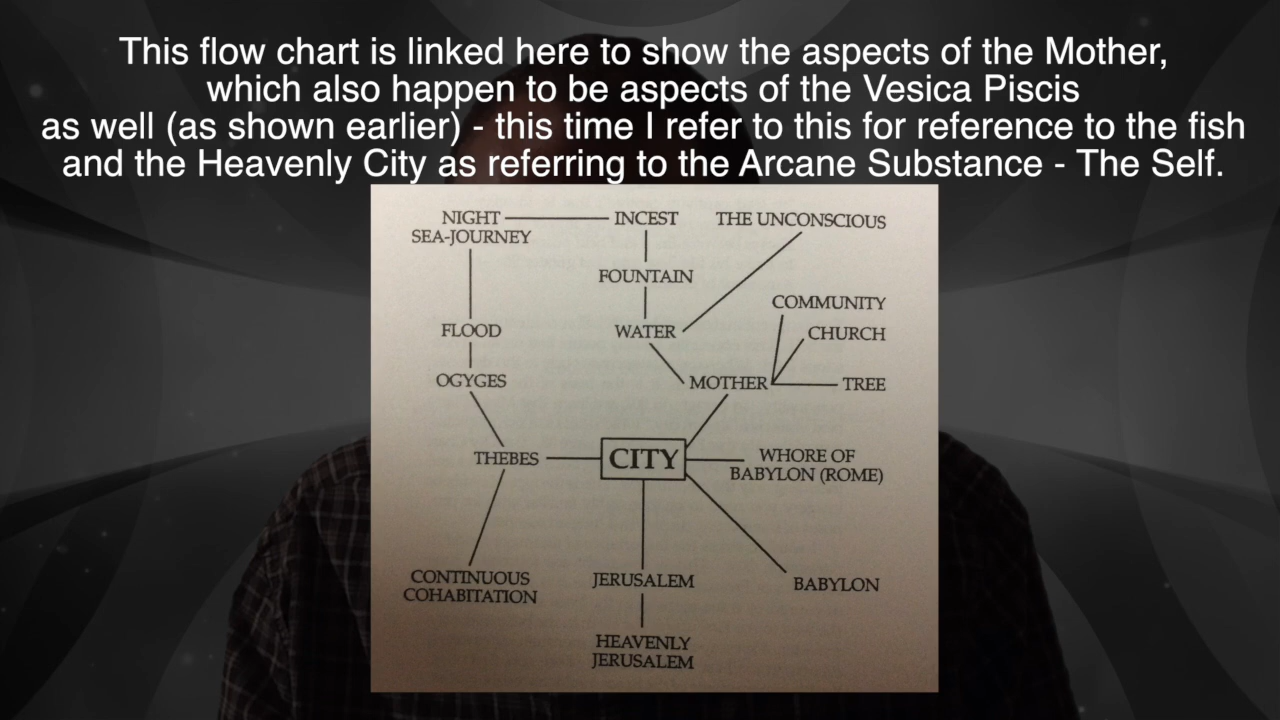 This flow chart is linked here to show the aspects of the Mother,
which also happen to be aspects of the Vesica Piscis
as well (as shown earlier) - this time I refer to this for reference to the fish
and the Heavenly City as referring to the Arcane Substance - The Self.
NIGHT
SEA-JOURNEY
INCEST
THE UNCONSCIOUS
FOUNTAIN
COMMUNITY
FLOOD
WATER
CHURCH
OGYGES
MOTHER
TREE
THEBES
CITY
WHORE OF
BABYLON (ROME)
CONTINUOUS
COHABITATION
JERUSALEM
BABYLON
HEAVENLY
JERUSALEM